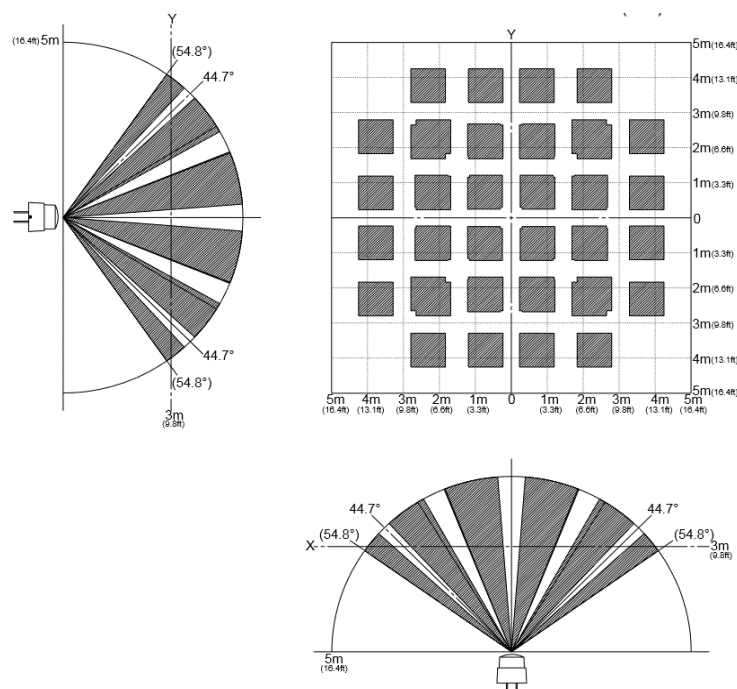 Y
(16.4ft) 5m
(54.8°)
44.7°
44.7°
(54.8°)
3m
(9.8ft)
Y
5m(16.4ft)
4m(13.1ft)
3m(9.8ft)
2m(6.6ft)
1m(3.3ft)
0
1m(3.3ft)
2m(6.6ft)
3m(9.8ft)
4m(13.1ft)
5m(16.4ft)
5m 4m 3m 2m 1m 0 1m 2m 3m 4m 5m
(16.4ft) (13.1ft) (9.8ft) (6.6ft) (3.3ft) (3.3ft) (6.6ft) (9.8ft) (13.1ft) (16.4ft)
44.7° 44.7°
(54.8°) (54.8°)
X 3m
(9.8ft)
5m
(16.4ft)